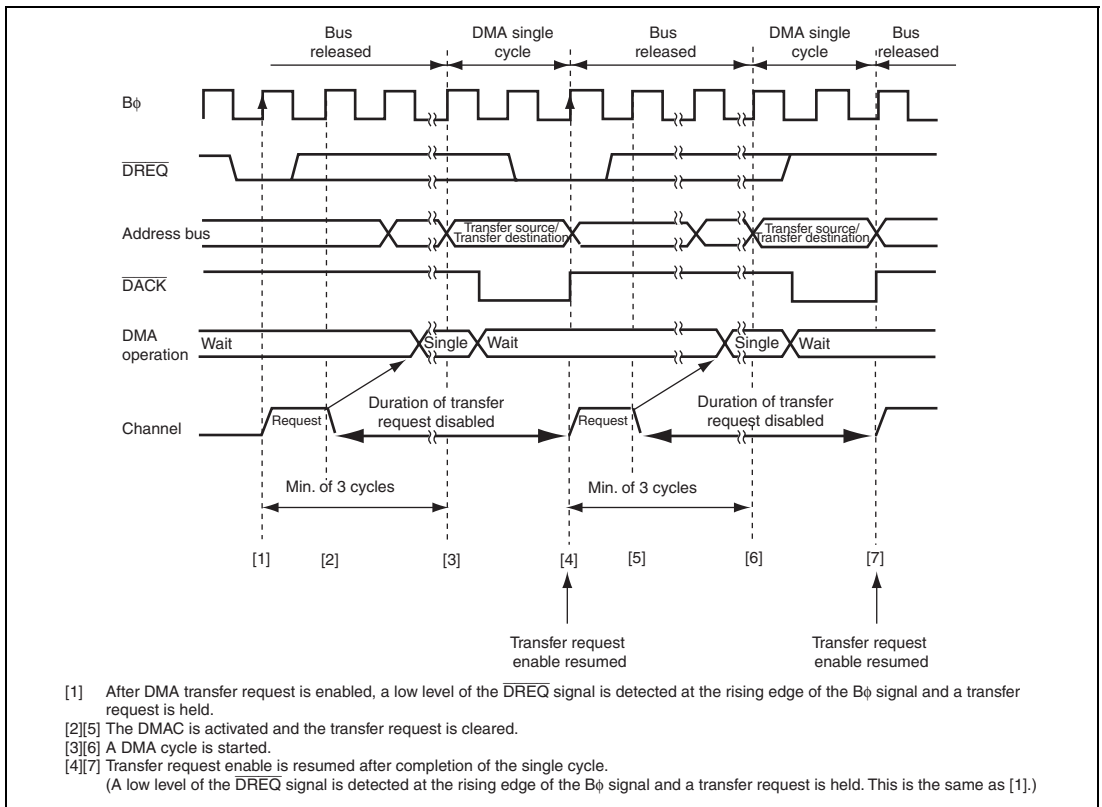 Bus released
DMA single cycle
Bus released
DMA single cycle
Bus released
Bφ
DREQ
Address bus
Transfer source/
Transfer destination
Transfer source/
Transfer destination
DACK
DMA operation
Wait
Single
Wait
Single
Wait
Channel
Request
Duration of transfer request disabled
Request
Duration of transfer request disabled
Min. of 3 cycles
Min. of 3 cycles
[1]
[2]
[3]
[4]
[5]
[6]
[7]
Transfer request enable resumed
Transfer request enable resumed
[1] After DMA transfer request is enabled, a low level of the DREQ signal is detected at the rising edge of the Bφ signal and a transfer
request is held.
[2][5] The DMAC is activated and the transfer request is cleared.
[3][6] A DMA cycle is started.
[4][7] Transfer request enable is resumed after completion of the single cycle.
(A low level of the DREQ signal is detected at the rising edge of the Bφ signal and a transfer request is held. This is the same as [1].)